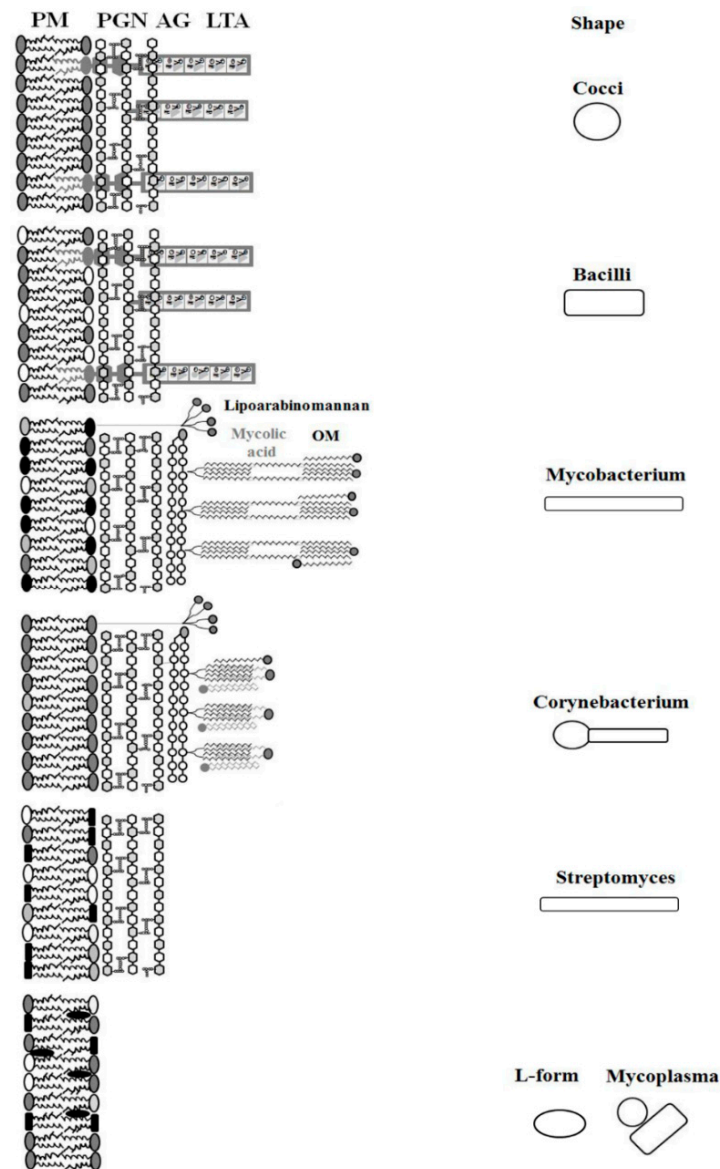 PM PGN AG LTA
Shape
Cocci
Bacilli
Lipoarabinomannan
Mycolic
acid
OM
Mycobacterium
Corynebacterium
Streptomyces
L-form Mycoplasma